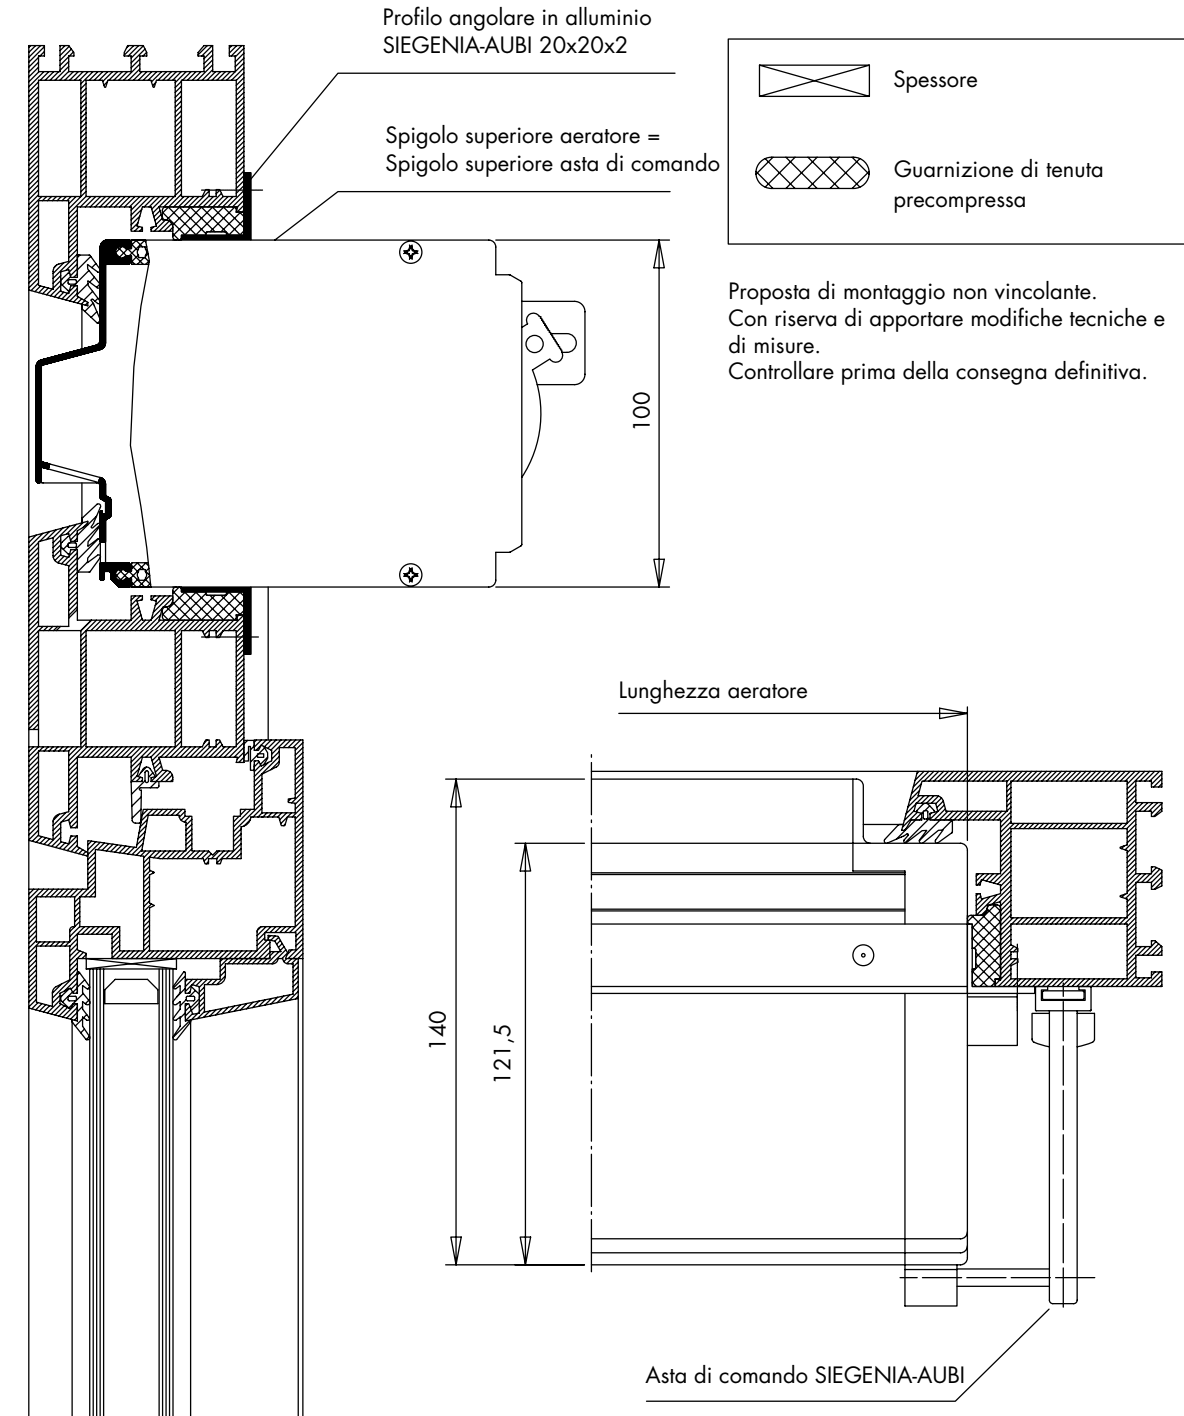 Profilo angolare in alluminio
SIEGENIA-AUBI 20x20x2
Spigolo superiore aeratore =
Spigolo superiore asta di comando
Spessore
Guarnizione di tenuta
precompressa
Proposta di montaggio non vincolante.
Con riserva di apportare modifiche tecniche e
di misure.
Controllare prima della consegna definitiva.
100
Lunghezza aeratore
140
121,5
Asta di comando SIEGENIA-AUBI